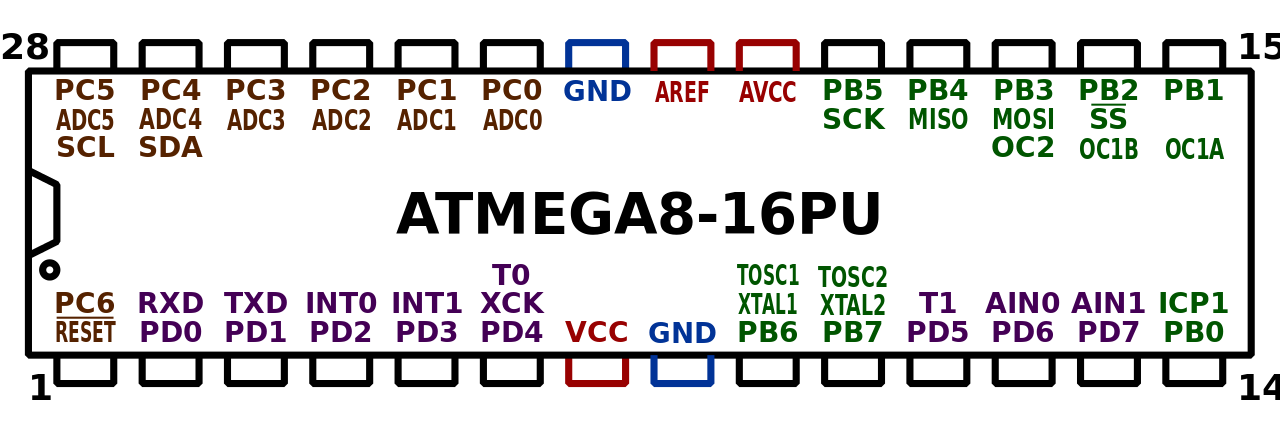 28 15
PC5 PC4 PC3 PC2 PC1 PC0 GND AREF AVCC PB5 PB4 PB3 PB2 PB1
ADC5 ADC4 ADC3 ADC2 ADC1 ADC0 SCK MISO MOSI S̅S̅
SCL SDA OC2 OC1B OC1A
ATMEGA8-16PU
T0 TOSC1 TOSC2
PC6 RXD TXD INT0 INT1 XCK XTAL1 XTAL2 T1 AIN0 AIN1 ICP1
R̅E̅S̅E̅T̅ PD0 PD1 PD2 PD3 PD4 VCC GND PB6 PB7 PD5 PD6 PD7 PB0
1 14